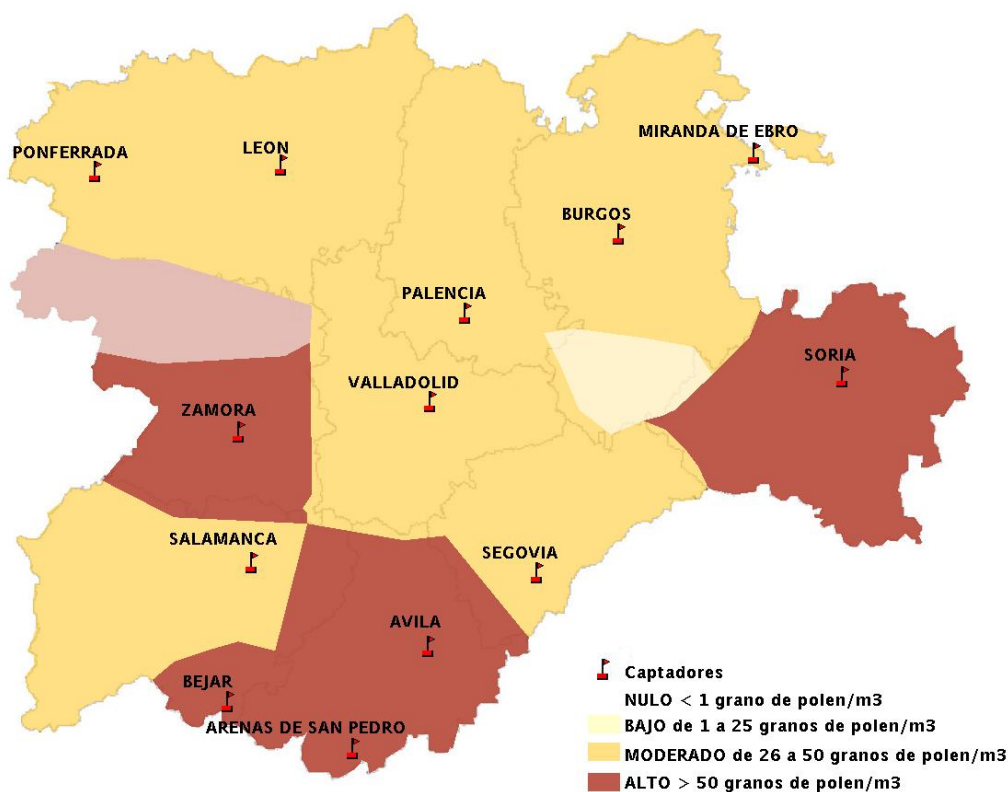 MIRANDA DE EBRO
PONFERRADA
LEON
BURGOS
PALENCIA
SORIA
VALLADOLID
ZAMORA
SALAMANCA
SEGOVIA
AVILA
BEJAR
ARENAS DE SAN PEDRO
Captadores
NULO < 1 grano de polen/m3
BAJO de 1 a 25 granos de polen/m3
MODERADO de 26 a 50 granos de polen/m3
ALTO > 50 granos de polen/m3